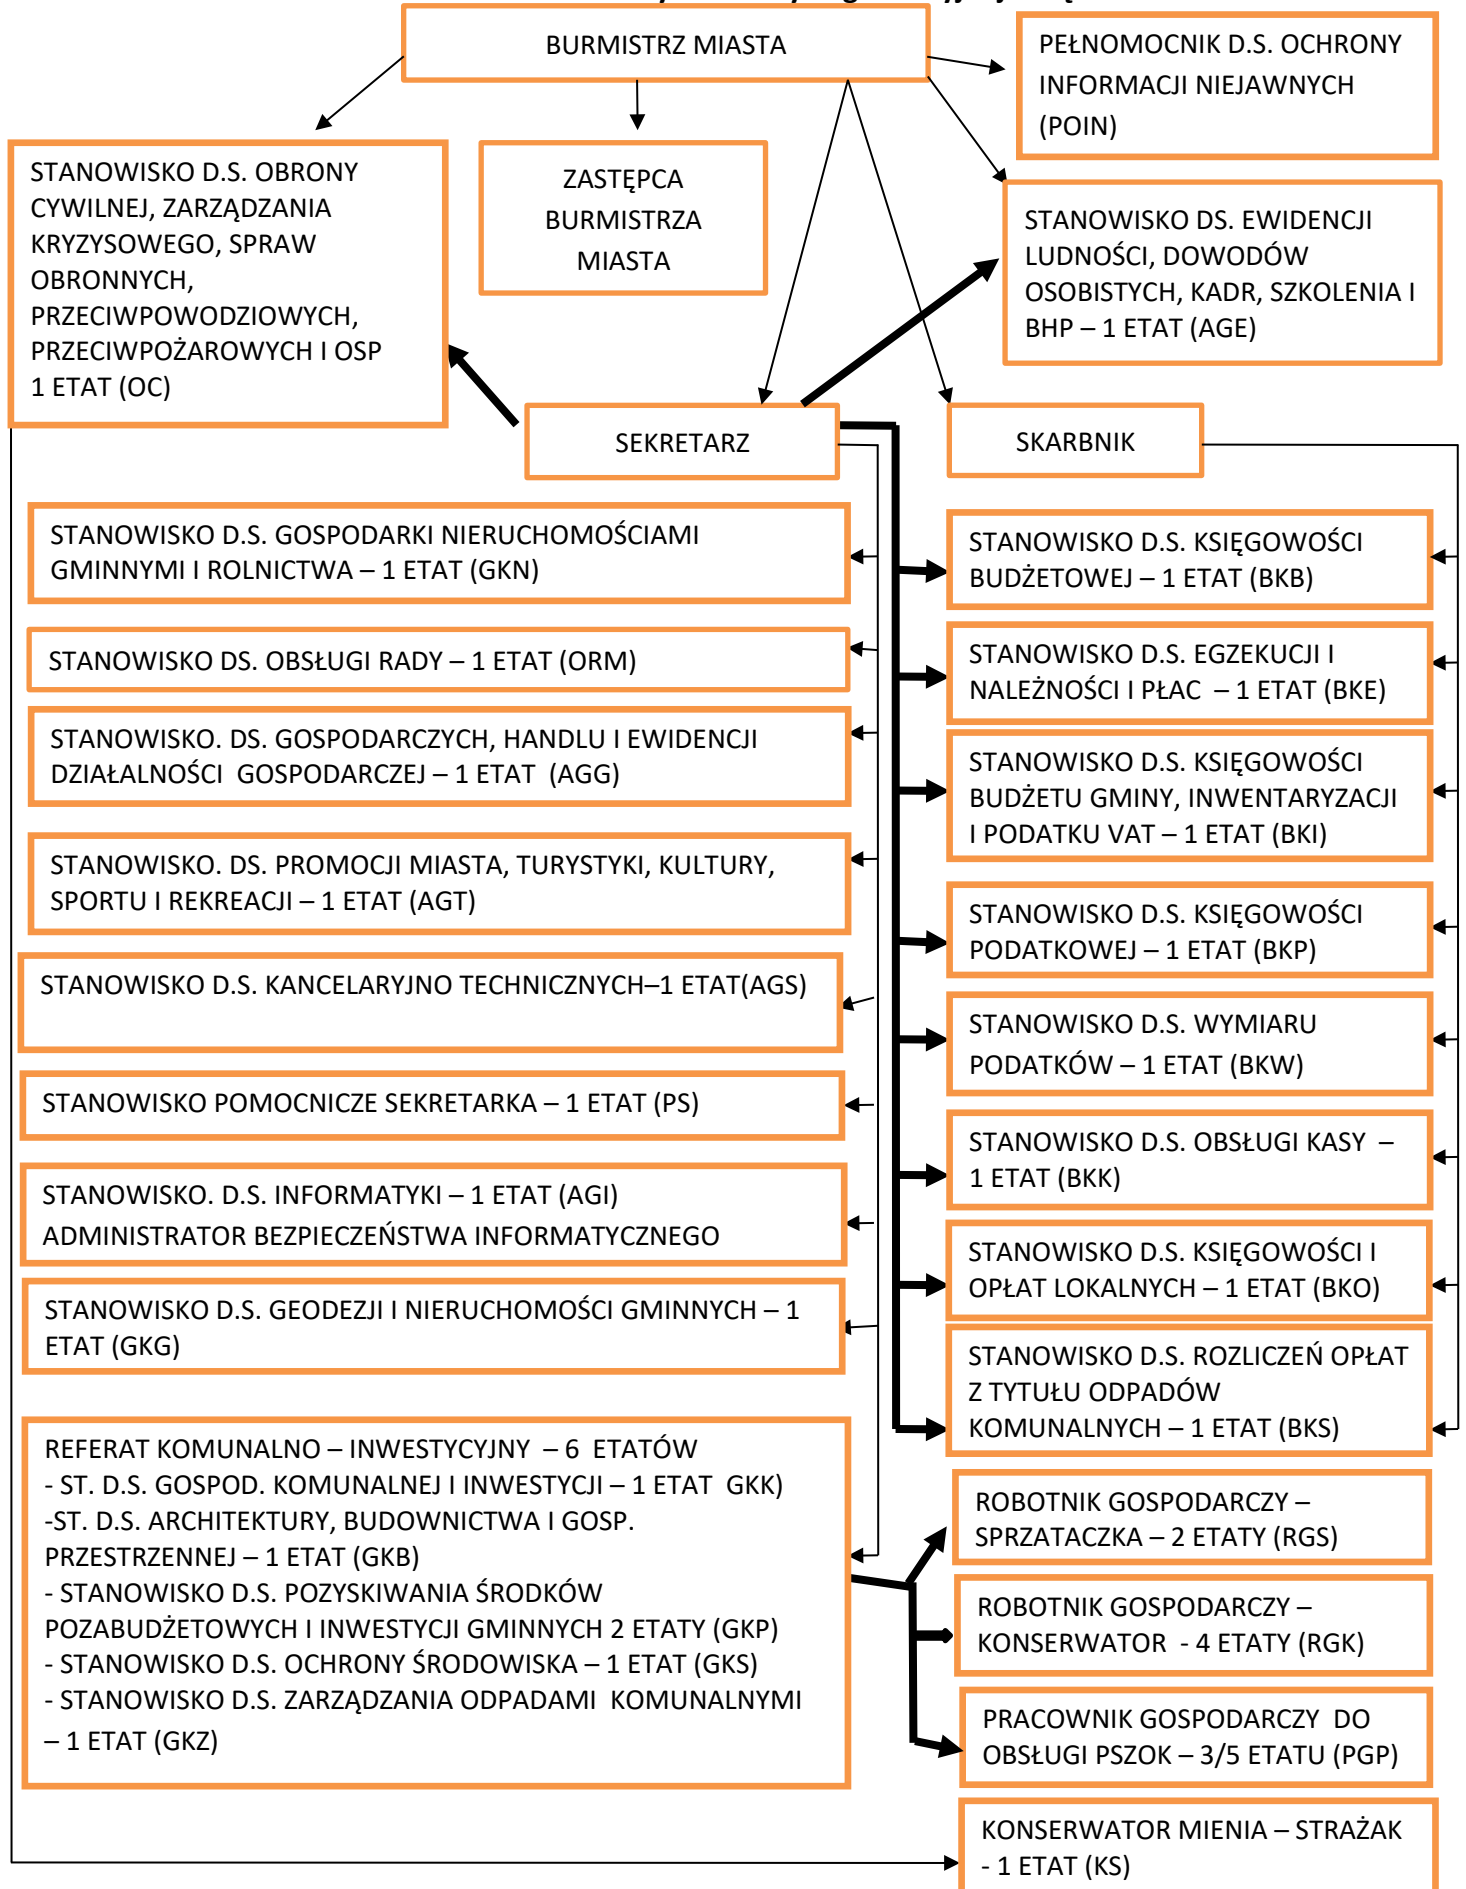 BURMISTRZ MIASTA
PEŁNOMOCNIK D.S. OCHRONY
INFORMACJI NIEJAWNYCH
(POIN)
STANOWISKO D.S. OBRONY
CYWILNEJ, ZARZĄDZANIA
KRYZYSOWEGO, SPRAW
OBRONNYCH,
PRZECIWPOWODZIOWYCH,
PRZECIWPOŻAROWYCH I OSP
1 ETAT (OC)
ZASTĘPCA
BURMISTRZA
MIASTA
STANOWISKO DS. EWIDENCJI
LUDNOŚCI, DOWODÓW
OSOBISTYCH, KADR, SZKOLENIA I
BHP – 1 ETAT (AGE)
SEKRETARZ
SKARBNIK
STANOWISKO D.S. GOSPODARKI NIERUCHOMOŚCIAMI
GMINNYMI I ROLNICTWA – 1 ETAT (GKN)
STANOWISKO DS. OBSŁUGI RADY – 1 ETAT (ORM)
STANOWISKO. DS. GOSPODARCZYCH, HANDLU I EWIDENCJI
DZIAŁALNOŚCI  GOSPODARCZEJ – 1 ETAT  (AGG)
STANOWISKO. DS. PROMOCJI MIASTA, TURYSTYKI, KULTURY,
SPORTU I REKREACJI – 1 ETAT (AGT)
STANOWISKO D.S. KANCELARYJNO TECHNICZNYCH–1 ETAT(AGS)
STANOWISKO POMOCNICZE SEKRETARKA – 1 ETAT (PS)
STANOWISKO. D.S. INFORMATYKI – 1 ETAT (AGI)
ADMINISTRATOR BEZPIECZEŃSTWA INFORMATYCZNEGO
STANOWISKO D.S. GEODEZJI I NIERUCHOMOŚCI GMINNYCH – 1
ETAT (GKG)
REFERAT KOMUNALNO – INWESTYCYJNY  – 6  ETATÓW
- ST. D.S. GOSPOD. KOMUNALNEJ I INWESTYCJI – 1 ETAT  GKK)
-ST. D.S. ARCHITEKTURY, BUDOWNICTWA I GOSP.
PRZESTRZENNEJ – 1 ETAT (GKB)
- STANOWISKO D.S. POZYSKIWANIA ŚRODKÓW
POZABUDŻETOWYCH I INWESTYCJI GMINNYCH 2 ETATY (GKP)
- STANOWISKO D.S. OCHRONY ŚRODOWISKA – 1 ETAT (GKS)
- STANOWISKO D.S. ZARZĄDZANIA ODPADAMI  KOMUNALNYMI
– 1 ETAT (GKZ)
STANOWISKO D.S. KSIĘGOWOŚCI
BUDŻETOWEJ – 1 ETAT (BKB)
STANOWISKO D.S. EGZEKUCJI I
NALEŻNOŚCI I PŁAC  – 1 ETAT (BKE)
STANOWISKO D.S. KSIĘGOWOŚCI
BUDŻETU GMINY, INWENTARYZACJI
I PODATKU VAT – 1 ETAT (BKI)
STANOWISKO D.S. KSIĘGOWOŚCI
PODATKOWEJ – 1 ETAT (BKP)
STANOWISKO D.S. WYMIARU
PODATKÓW – 1 ETAT (BKW)
STANOWISKO D.S. OBSŁUGI KASY  –
1 ETAT (BKK)
STANOWISKO D.S. KSIĘGOWOŚCI I
OPŁAT LOKALNYCH – 1 ETAT (BKO)
STANOWISKO D.S. ROZLICZEŃ OPŁAT
Z TYTUŁU ODPADÓW
KOMUNALNYCH – 1 ETAT (BKS)
ROBOTNIK GOSPODARCZY –
SPRZATACZKA – 2 ETATY (RGS)
ROBOTNIK GOSPODARCZY –
KONSERWATOR  - 4 ETATY (RGK)
PRACOWNIK GOSPODARCZY  DO
OBSŁUGI PSZOK – 3/5 ETATU (PGP)
KONSERWATOR MIENIA – STRAŻAK
- 1 ETAT (KS)